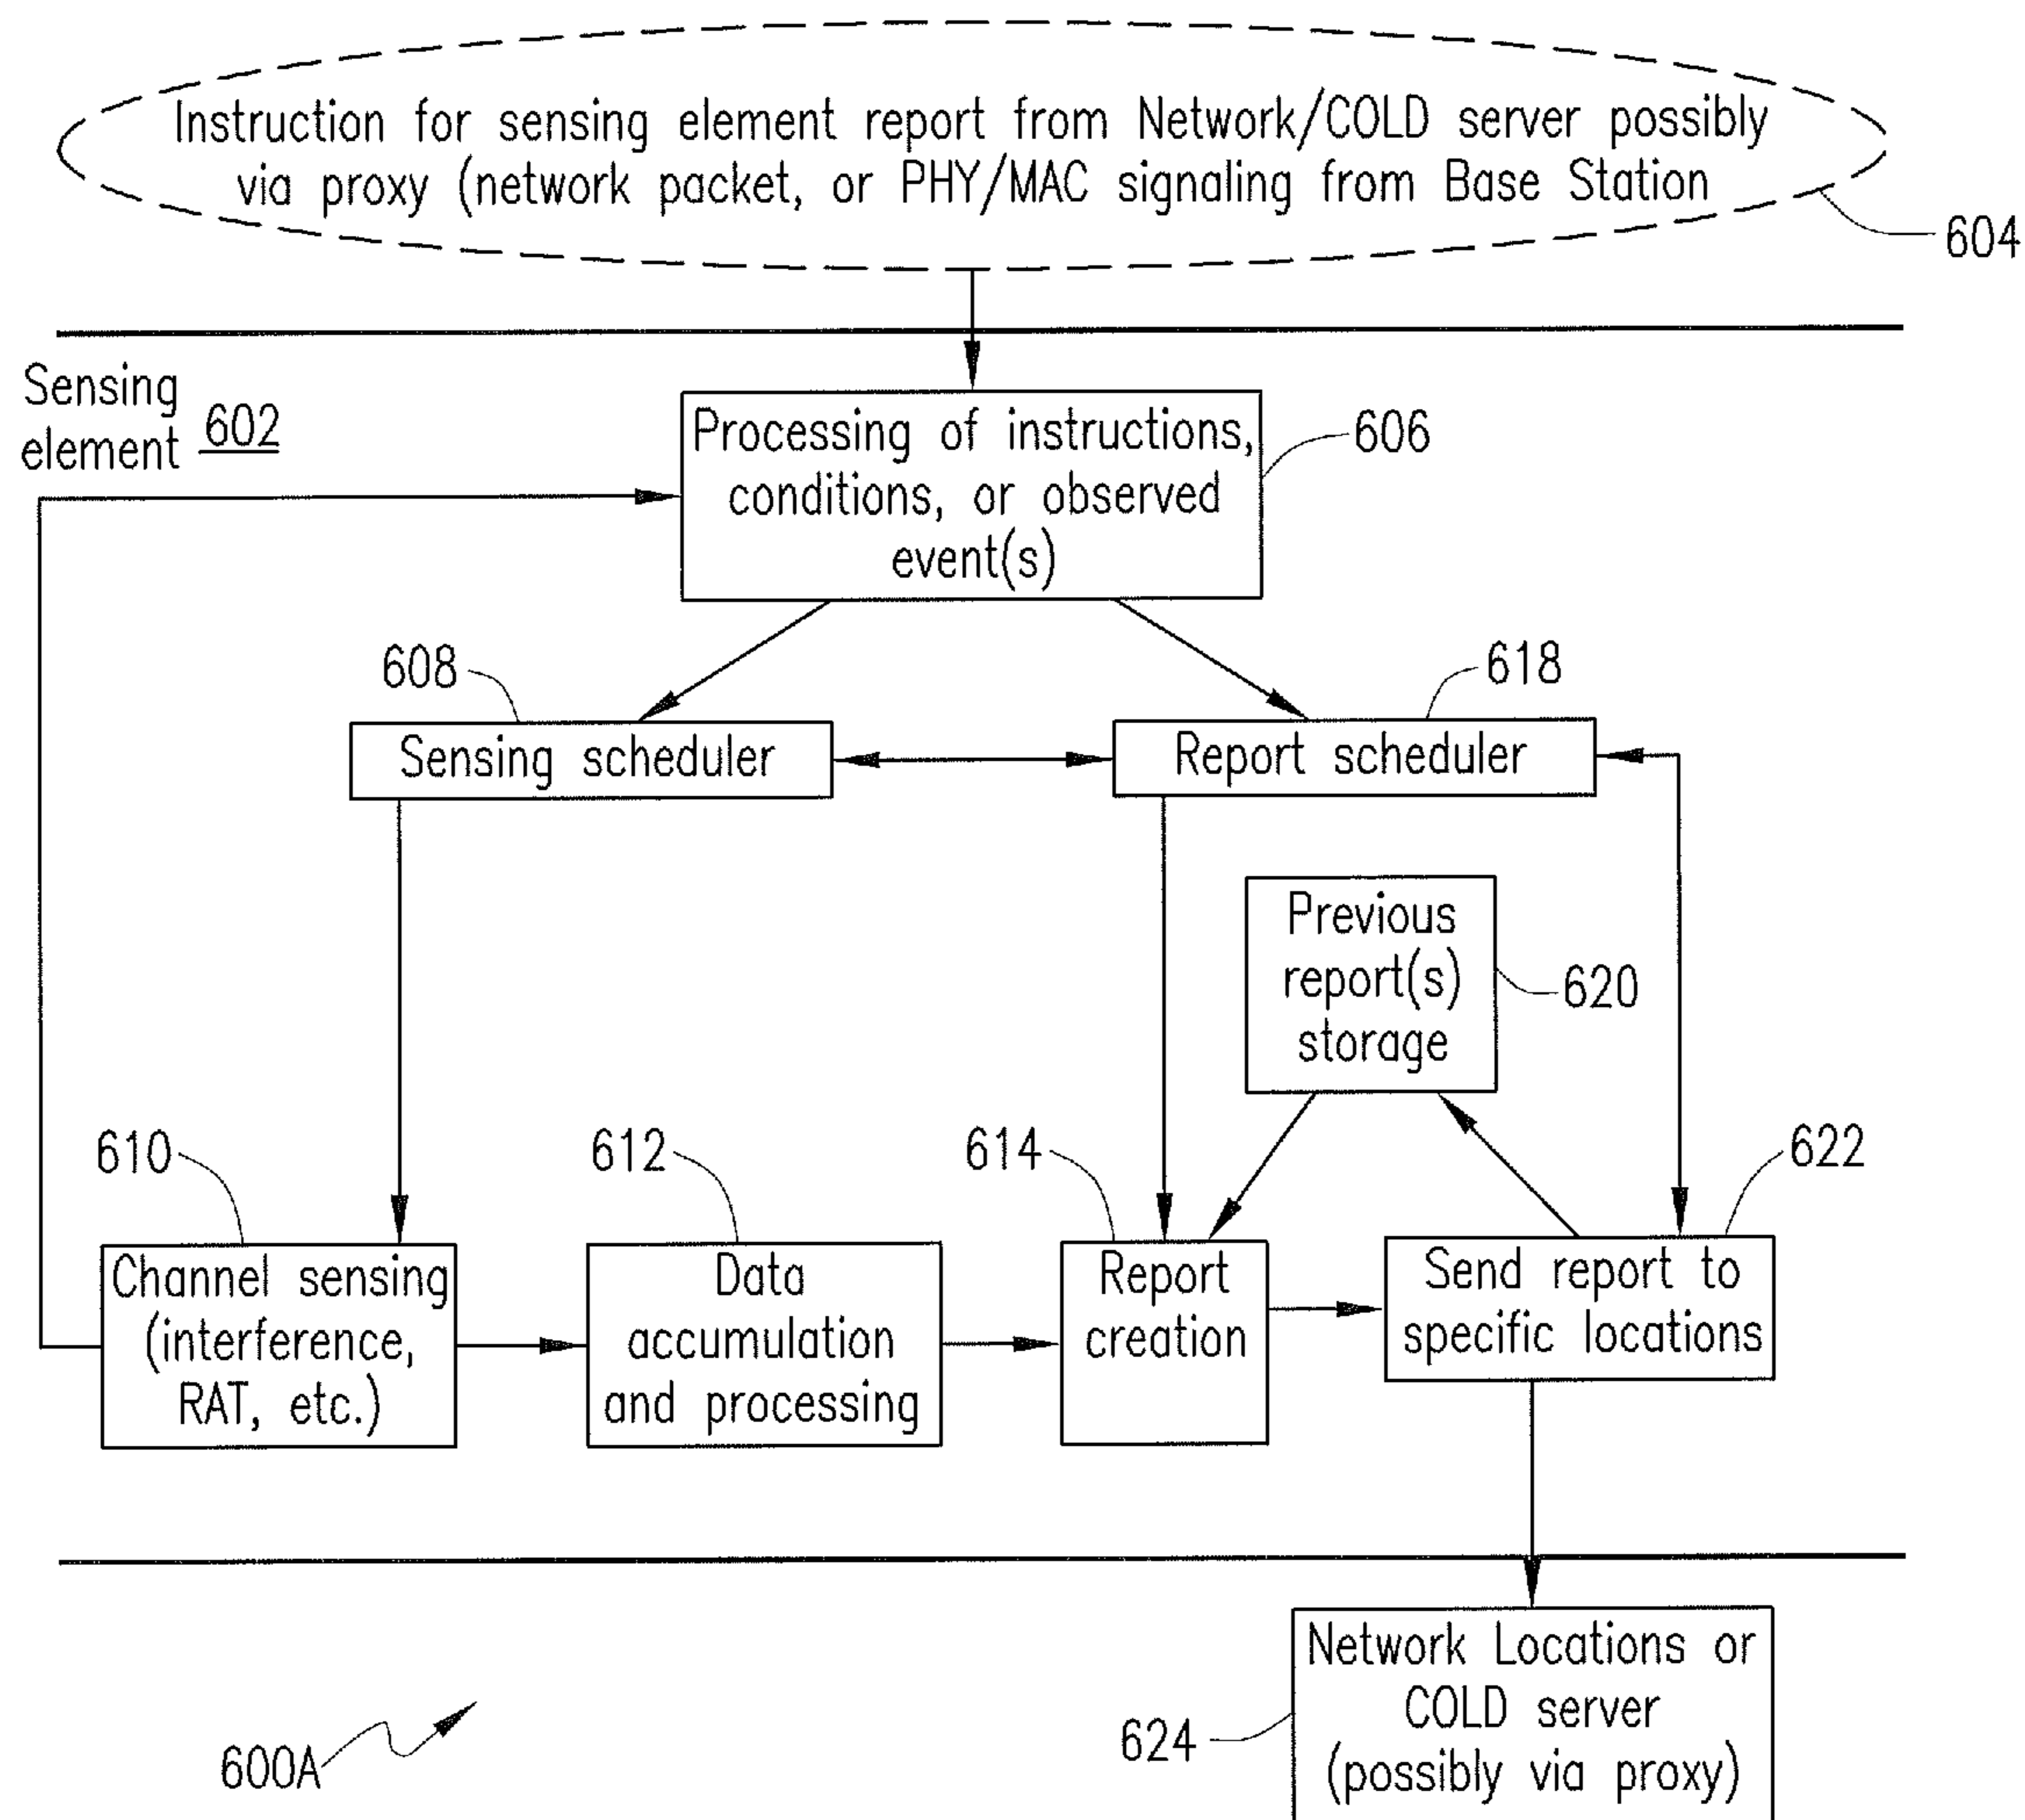 Instruction for sensing element report from Network/COLD server possibly
via proxy (network packet, or PHY/MAC signaling from Base Station
604
Sensing
element 602
Processing of instructions,
conditions, or observed
event(s)
606
608
618
Sensing scheduler
Report scheduler
Previous
report(s)
storage
620
610
612
614
622
Channel sensing
(interference,
RAT, etc.)
Data
accumulation
and processing
Report
creation
Send report to
specific locations
Network Locations or
COLD server
(possibly via proxy)
624
600A